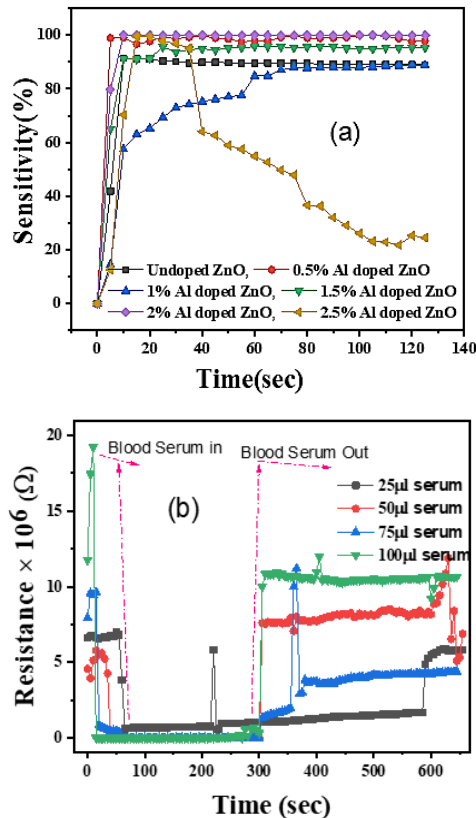 100
80
60
40
20
0
Sensitivity(%)
(a)
Undoped ZnO, 0.5% Al doped ZnO
1% Al doped ZnO, 1.5% Al doped ZnO
2% Al doped ZnO, 2.5% Al doped ZnO
0 20 40 60 80 100 120 140
Time(sec)
20
15
10
5
0
Resistance × 10⁶ (Ω)
Blood Serum in
Blood Serum Out
(b)
25µl serum
50µl serum
75µl serum
100µl serum
0 100 200 300 400 500 600
Time (sec)